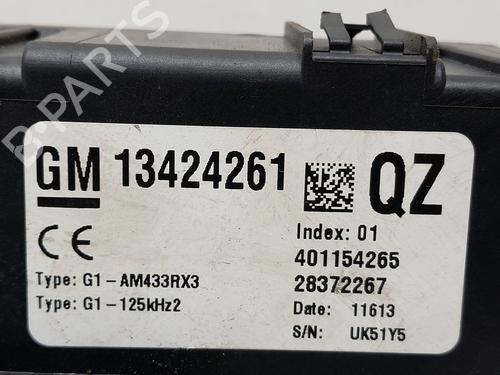 GM 13424261 QZ
Index: 01
CE 401154265
Type: G1-AM433RX3 28372267
Type: G1-125kHz2 Date: 11613
S/N: UK51Y5
B-PARTS